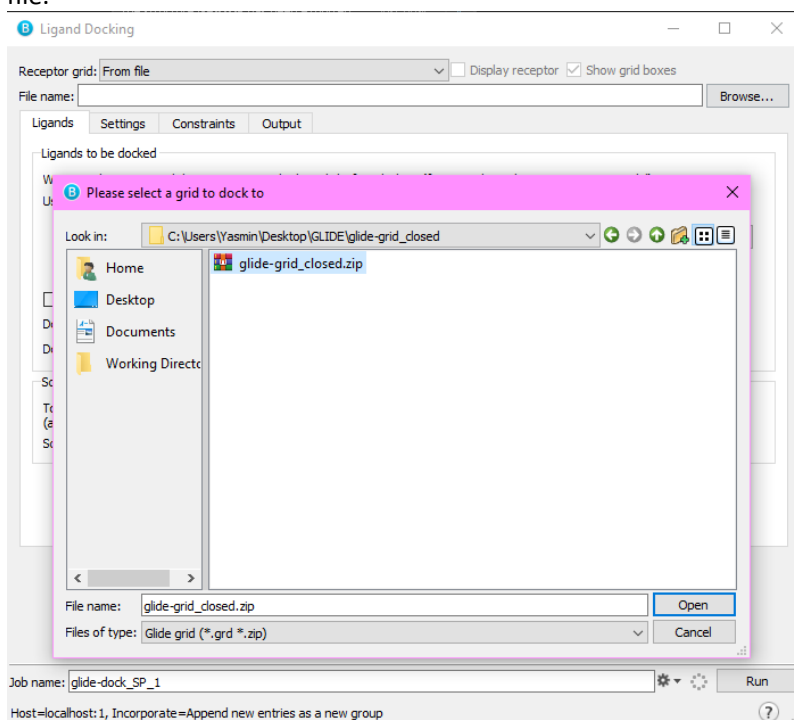 file.
Ligand Docking
Receptor grid: From file Display receptor Show grid boxes
File name: Browse...
Ligands Settings Constraints Output
Ligands to be docked
Please select a grid to dock to
Look in: C:\Users\Yasmin\Desktop\GLIDE\glide-grid_closed
Home
Desktop
Documents
Working Directo
glide-grid_closed.zip
File name: glide-grid_closed.zip Open
Files of type: Glide grid (*.grd *.zip) Cancel
Job name: glide-dock_SP_1 Run
Host=localhost:1, Incorporate=Append new entries as a new group